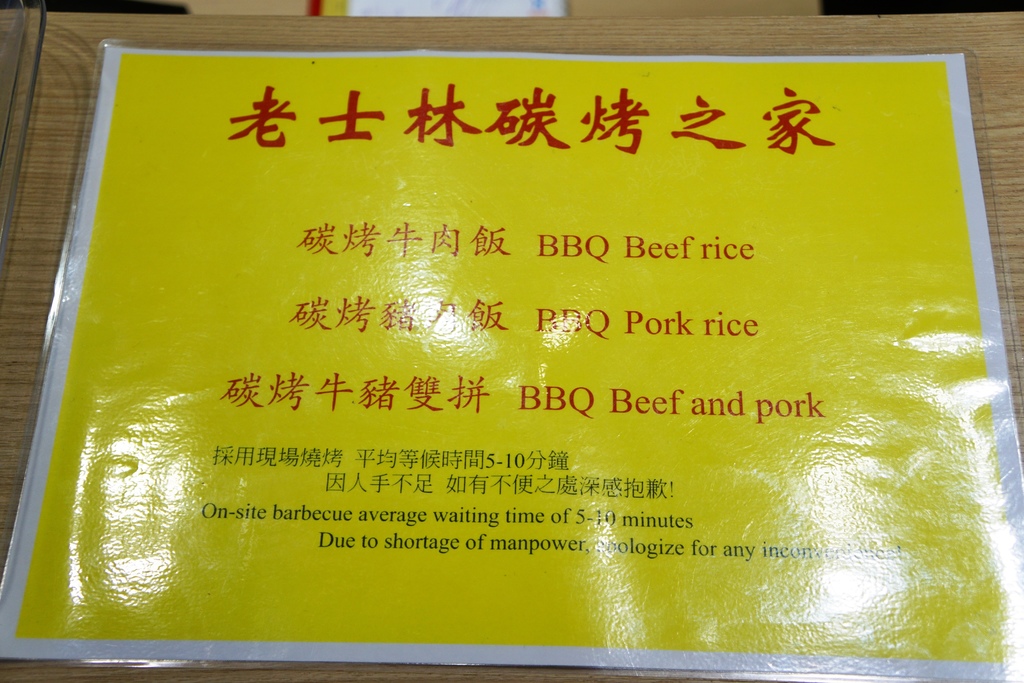 老士林碳烤之家
碳烤牛肉飯 BBQ Beef rice
碳烤豬肉飯 BBQ Pork rice
碳烤牛豬雙拼 BBQ Beef and pork
採用現場燒烤 平均等候時間5-10分鐘
因人手不足 如有不便之處深感抱歉!
On-site barbecue average waiting time of 5-10 minutes
Due to shortage of manpower, apologize for any inconvenience!